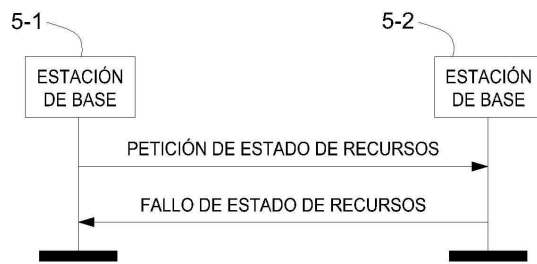 5-1
5-2
ESTACIÓN
DE BASE
ESTACIÓN
DE BASE
PETICIÓN DE ESTADO DE RECURSOS
FALLO DE ESTADO DE RECURSOS